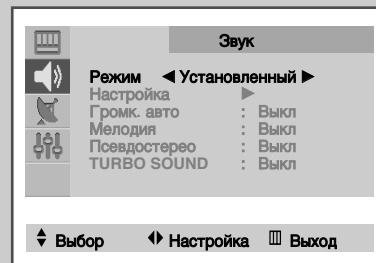 Звук
Режим ◀ Установленный ▶
Настройка ▶
Громк. авто : Выкл
Мелодия : Выкл
Псевдостерео : Выкл
TURBO SOUND : Выкл
Выбор Настройка Выход